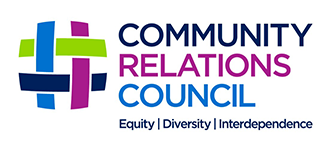 COMMUNITY
RELATIONS
COUNCIL
Equity | Diversity | Interdependence